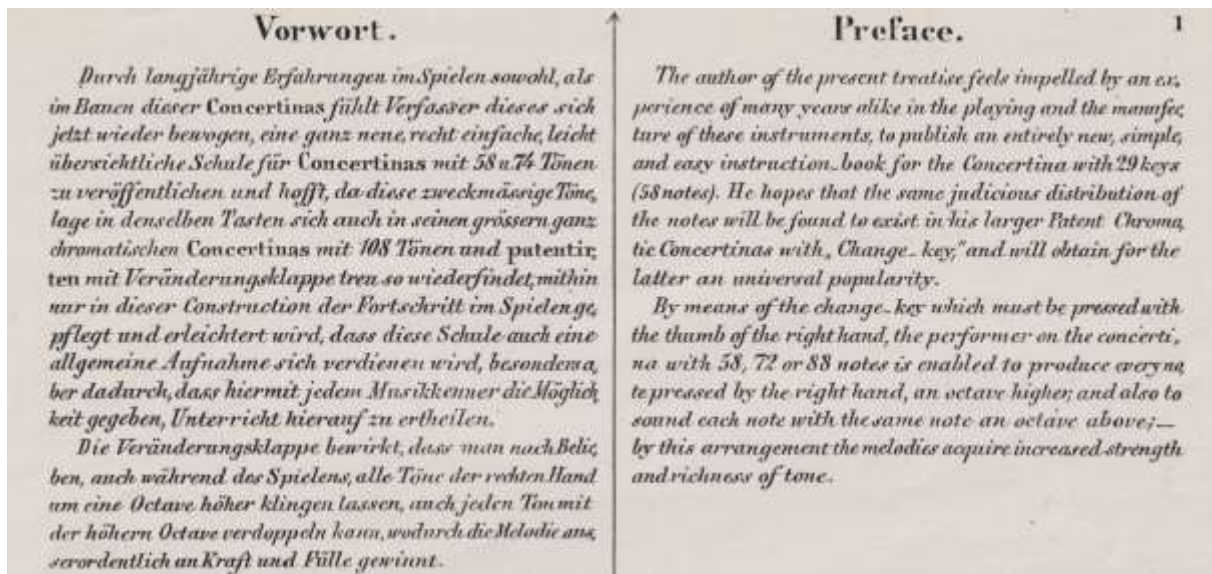 Vorwort.
Durch langjährige Erfahrungen im Spielen sowohl, als
im Bauen dieser Concertinas fühlt Verfasser dieses sich
jetzt wieder bewogen, eine ganz neue, recht einfache, leicht
übersichtliche Schule für Concertinas mit 58 u. 74 Tönen
zu veröffentlichen und hofft, da diese zweckmässige Töne,
lage in denselben Tasten sich auch in seinen grössern ganz
chromatischen Concertinas mit 108 Tönen und patentir,
ten mit Veränderungsklappe treu so wiederfindet, mithin
nur in dieser Construction der Fortschritt im Spielen ge,
pflegt und erleichtert wird, dass diese Schule auch eine
allgemeine Aufnahme sich verdienen wird, besonders a,
ber dadurch, dass hiermit jedem Musikkenner die Möglich,
keit gegeben, Unterricht hierauf zu ertheilen.
Die Veränderungsklappe bewirkt, dass man nach Belie,
ben, auch während des Spielens, alle Töne der rechten Hand
um eine Octave höher klingen lassen, auch jeden Ton mit
der höhern Octave verdoppeln kann, wodurch die Melodie aus,
serordentlich an Kraft und Fülle gewinnt.
Preface.
1
The author of the present treatise feels impelled by an ex,
perience of many years alike in the playing and the manufec,
ture of these instruments, to publish an entirely new, simple,
and easy instruction_book for the Concertina with 29 keys
(58 notes). He hopes that the same judicious distribution of
the notes will be found to exist in his larger Patent Chroma,
tic Concertinas with „Change_key,“ and will obtain for the
latter an universal popularity.
By means of the change_key which must be pressed with
the thumb of the right hand, the performer on the concerti,
na with 58, 72 or 88 notes is enabled to produce every no,
te pressed by the right hand, an octave higher, and also to
sound each note with the same note an octave above;_
by this arrangement the melodies acquire increased strength
and richness of tone.